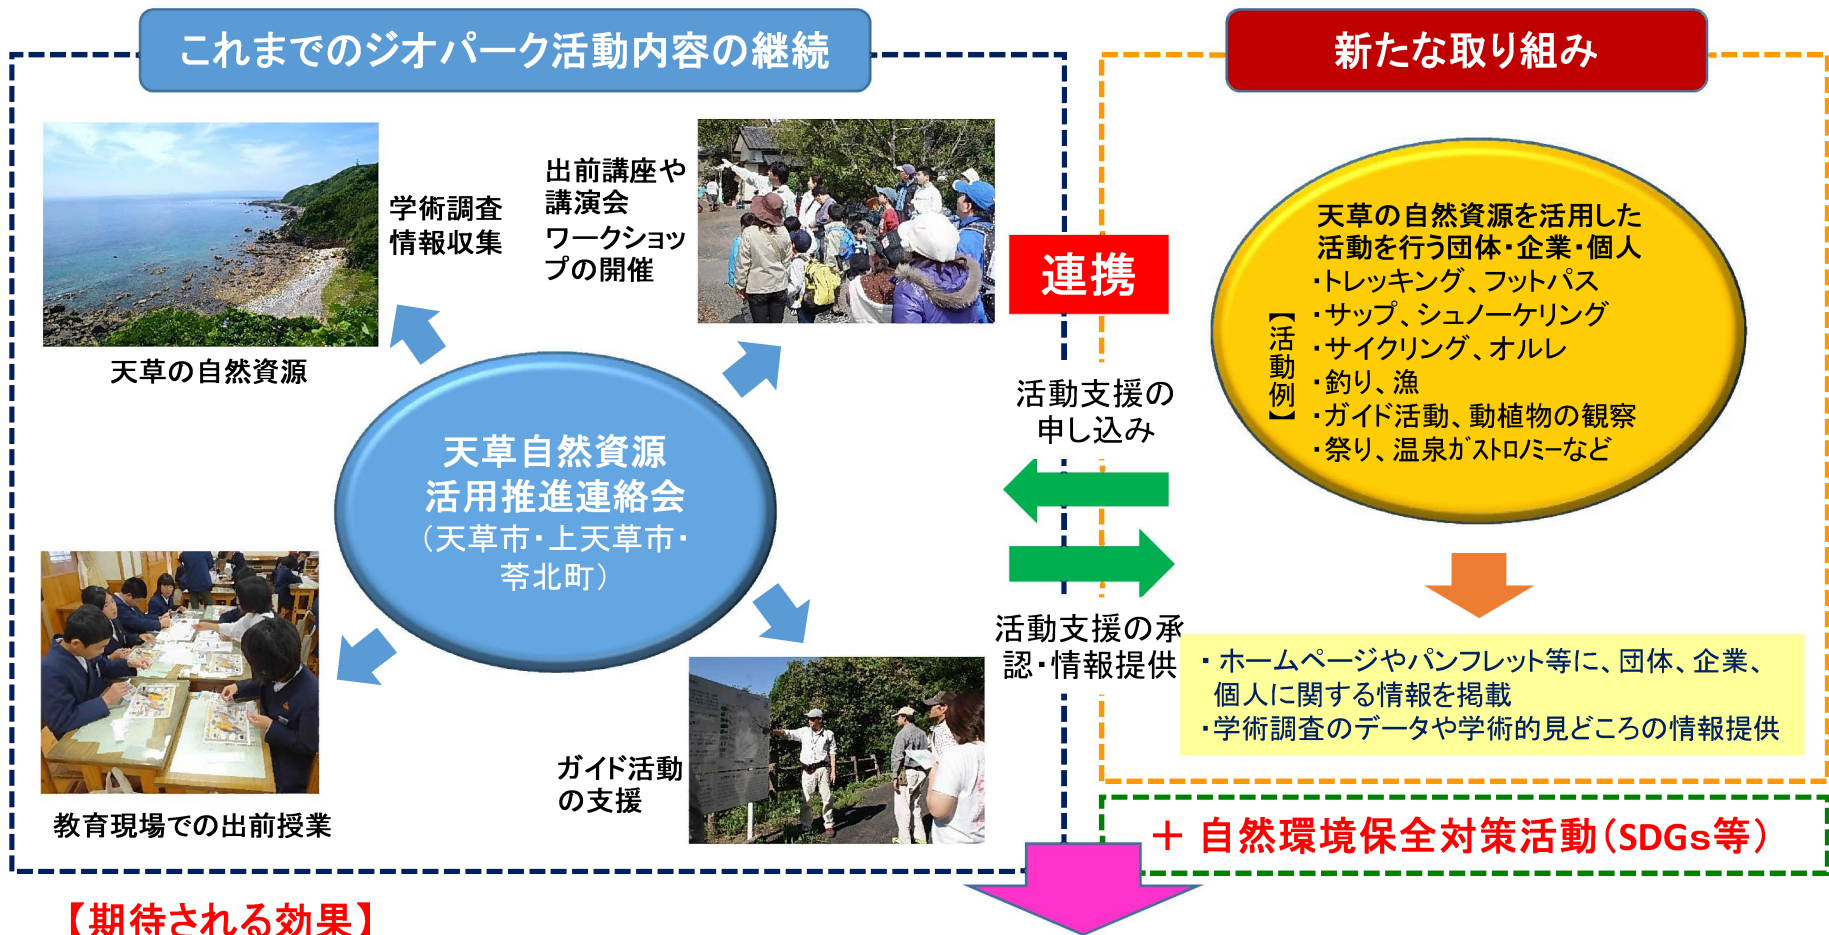 これまでのジオパーク活動内容の継続
学術調査
情報収集
天草の自然資源
出前講座や
講演会
ワークショッ
プの開催
天草自然資源
活用推進連絡会
（天草市・上天草市・
苓北町）
教育現場での出前授業
ガイド活動
の支援
連携
活動支援の
申し込み
活動支援の承
認・情報提供
新たな取り組み
天草の自然資源を活用した
活動を行う団体・企業・個人
【活動例】
・トレッキング、フットパス
・サップ、シュノーケリング
・サイクリング、オルレ
・釣り、漁
・ガイド活動、動植物の観察
・祭り、温泉ｶﾞｽﾄﾛﾉﾐｰなど
・ホームページやパンフレット等に、団体、企業、
個人に関する情報を掲載
・学術調査のデータや学術的見どころの情報提供
＋ 自然環境保全対策活動（SDGs等）
【期待される効果】